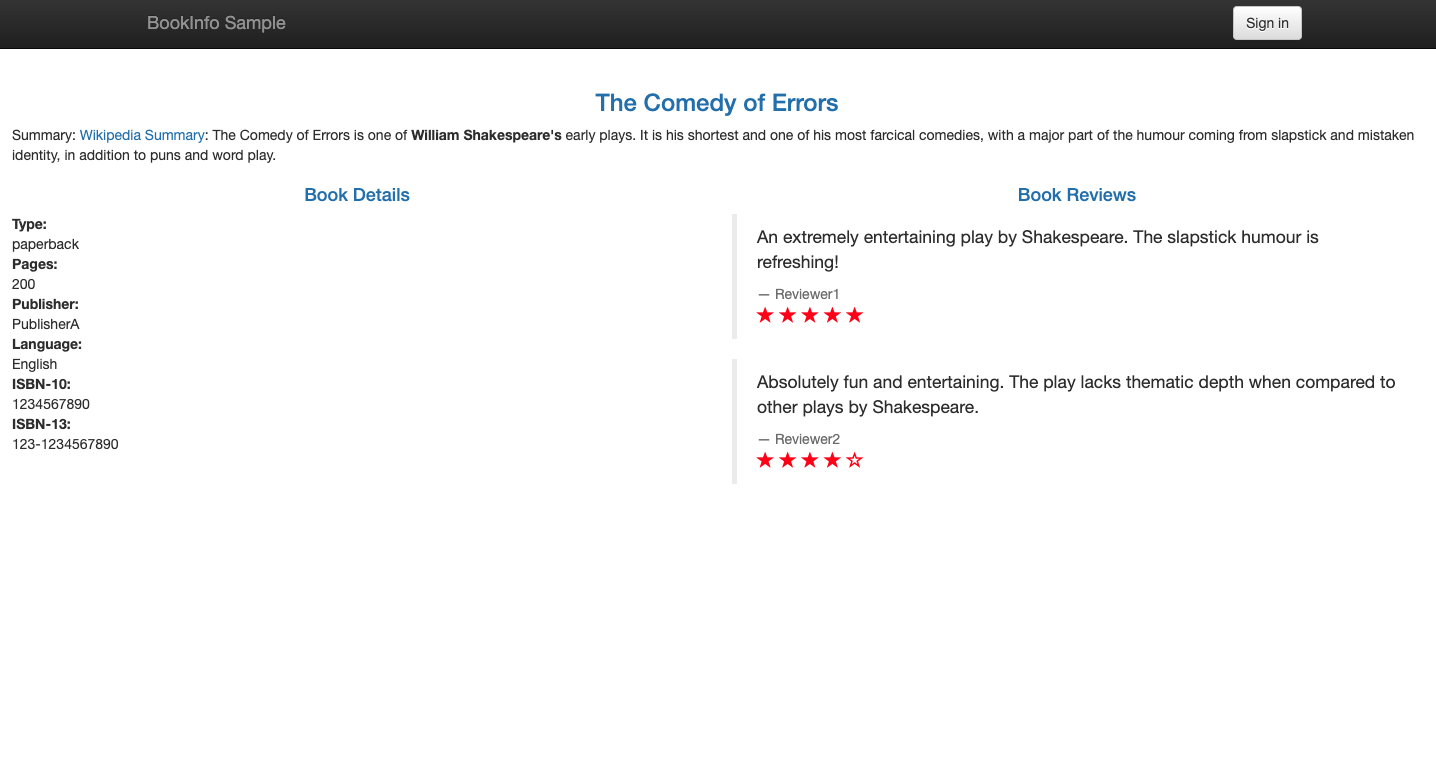 BookInfo Sample
Sign in
The Comedy of Errors
Summary: Wikipedia Summary: The Comedy of Errors is one of William Shakespeare's early plays. It is his shortest and one of his most farcical comedies, with a major part of the humour coming from slapstick and mistaken
identity, in addition to puns and word play.
Book Details
Type:
paperback
Pages:
200
Publisher:
PublisherA
Language:
English
ISBN-10:
1234567890
ISBN-13:
123-1234567890
Book Reviews
An extremely entertaining play by Shakespeare. The slapstick humour is
refreshing!
— Reviewer1
Absolutely fun and entertaining. The play lacks thematic depth when compared to
other plays by Shakespeare.
— Reviewer2